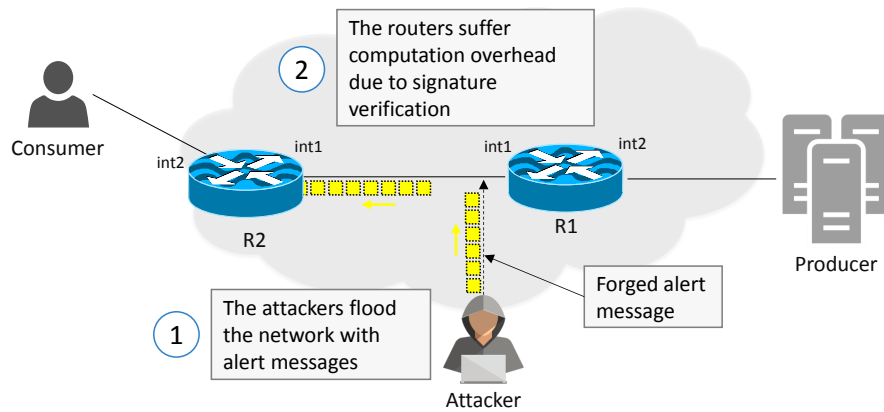 The routers suffer
computation overhead
due to signature
verification
2
Consumer
int2
int1
int1
int2
R2
R1
Producer
Forged alert
message
1
The attackers flood
the network with
alert messages
Attacker